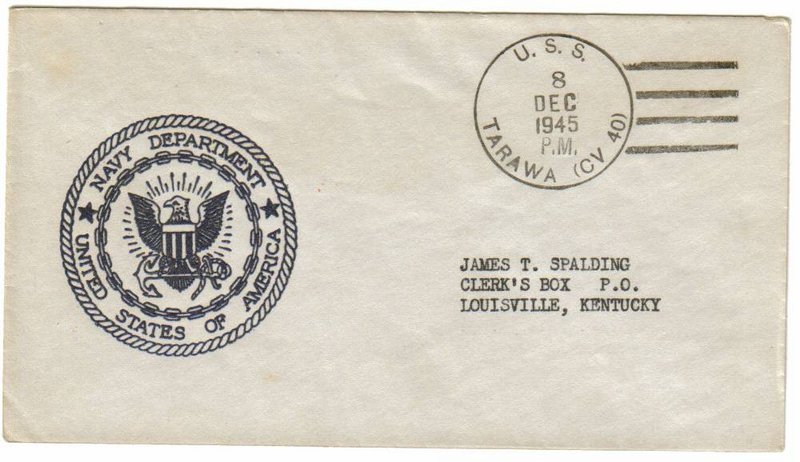 U. S. S.
8
DEC
1945
P.M.
TARAWA (CV 40)
NAVY DEPARTMENT
UNITED STATES OF AMERICA
JAMES T. SPALDING
CLERK'S BOX P.O.
LOUISVILLE, KENTUCKY